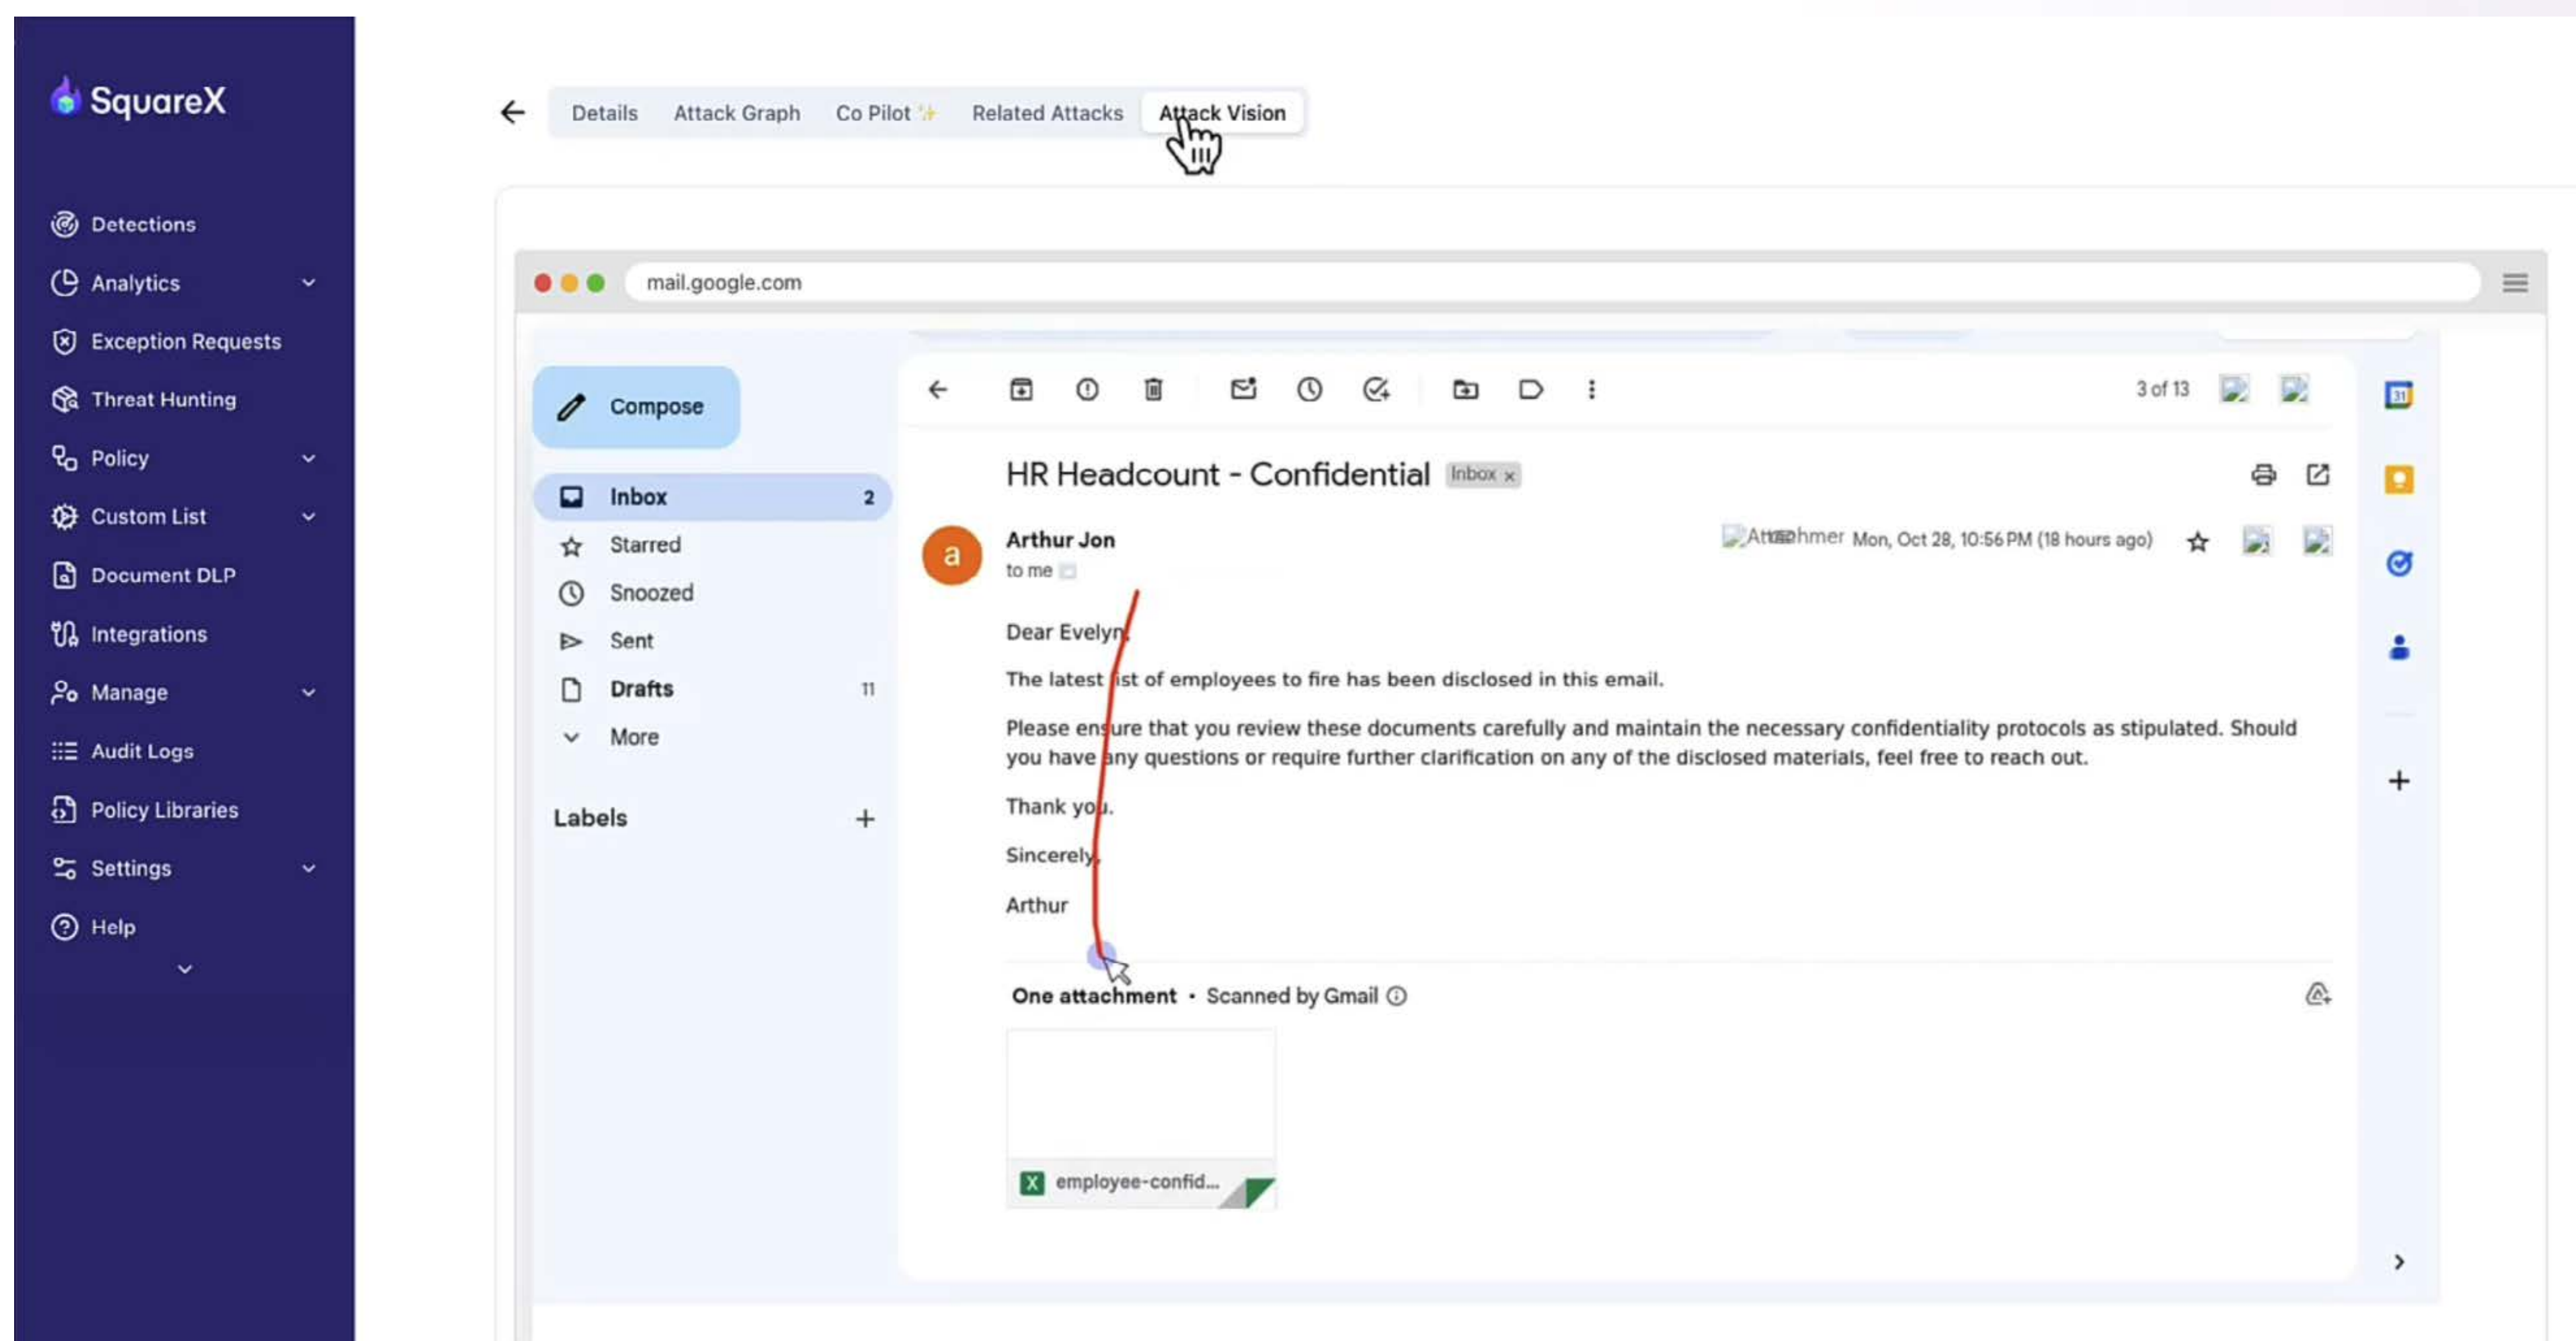 SquareX
Detections
Analytics
Exception Requests
Threat Hunting
Policy
Custom List
Document DLP
Integrations
Manage
Audit Logs
Policy Libraries
Settings
Help
Details Attack Graph Co Pilot Related Attacks Attack Vision
mail.google.com
Compose
Inbox 2
Starred
Snoozed
Sent
Drafts 11
More
Labels
3 of 13
31
HR Headcount - Confidential Inbox x
a
Arthur Jon
Mon, Oct 28, 10:56 PM (18 hours ago)
to me
Dear Evelyn,
The latest list of employees to fire has been disclosed in this email.
Please ensure that you review these documents carefully and maintain the necessary confidentiality protocols as stipulated. Should
you have any questions or require further clarification on any of the disclosed materials, feel free to reach out.
Thank you.
Sincerely,
Arthur
One attachment • Scanned by Gmail
X employee-confid...